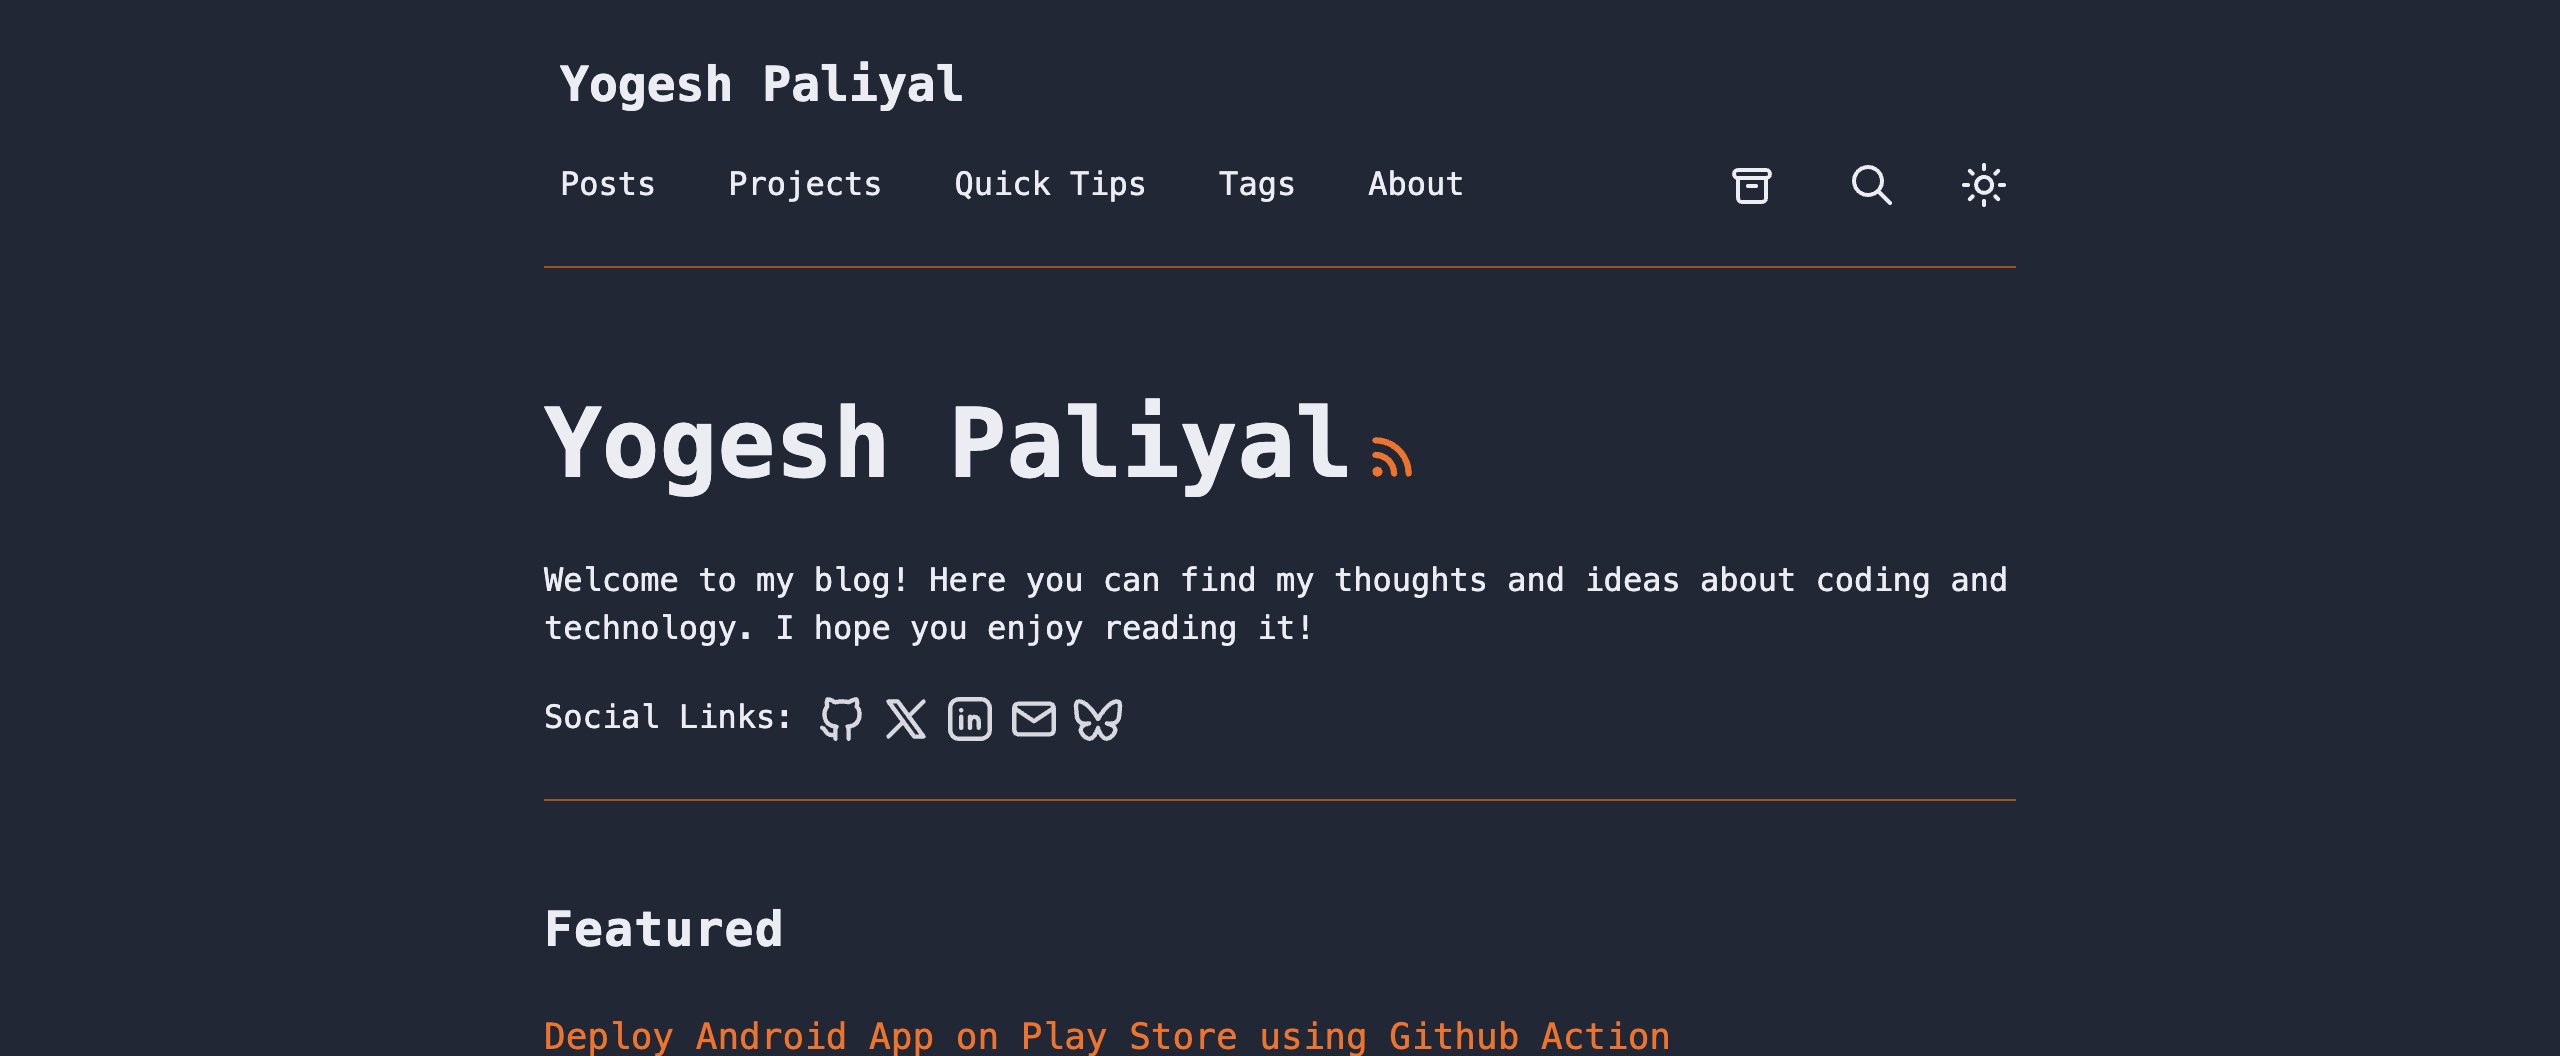 Yogesh Paliyal
Posts Projects Quick Tips Tags About
Yogesh Paliyal
Welcome to my blog! Here you can find my thoughts and ideas about coding and
technology. I hope you enjoy reading it!
Social Links:
Featured
Deploy Android App on Play Store using Github Action